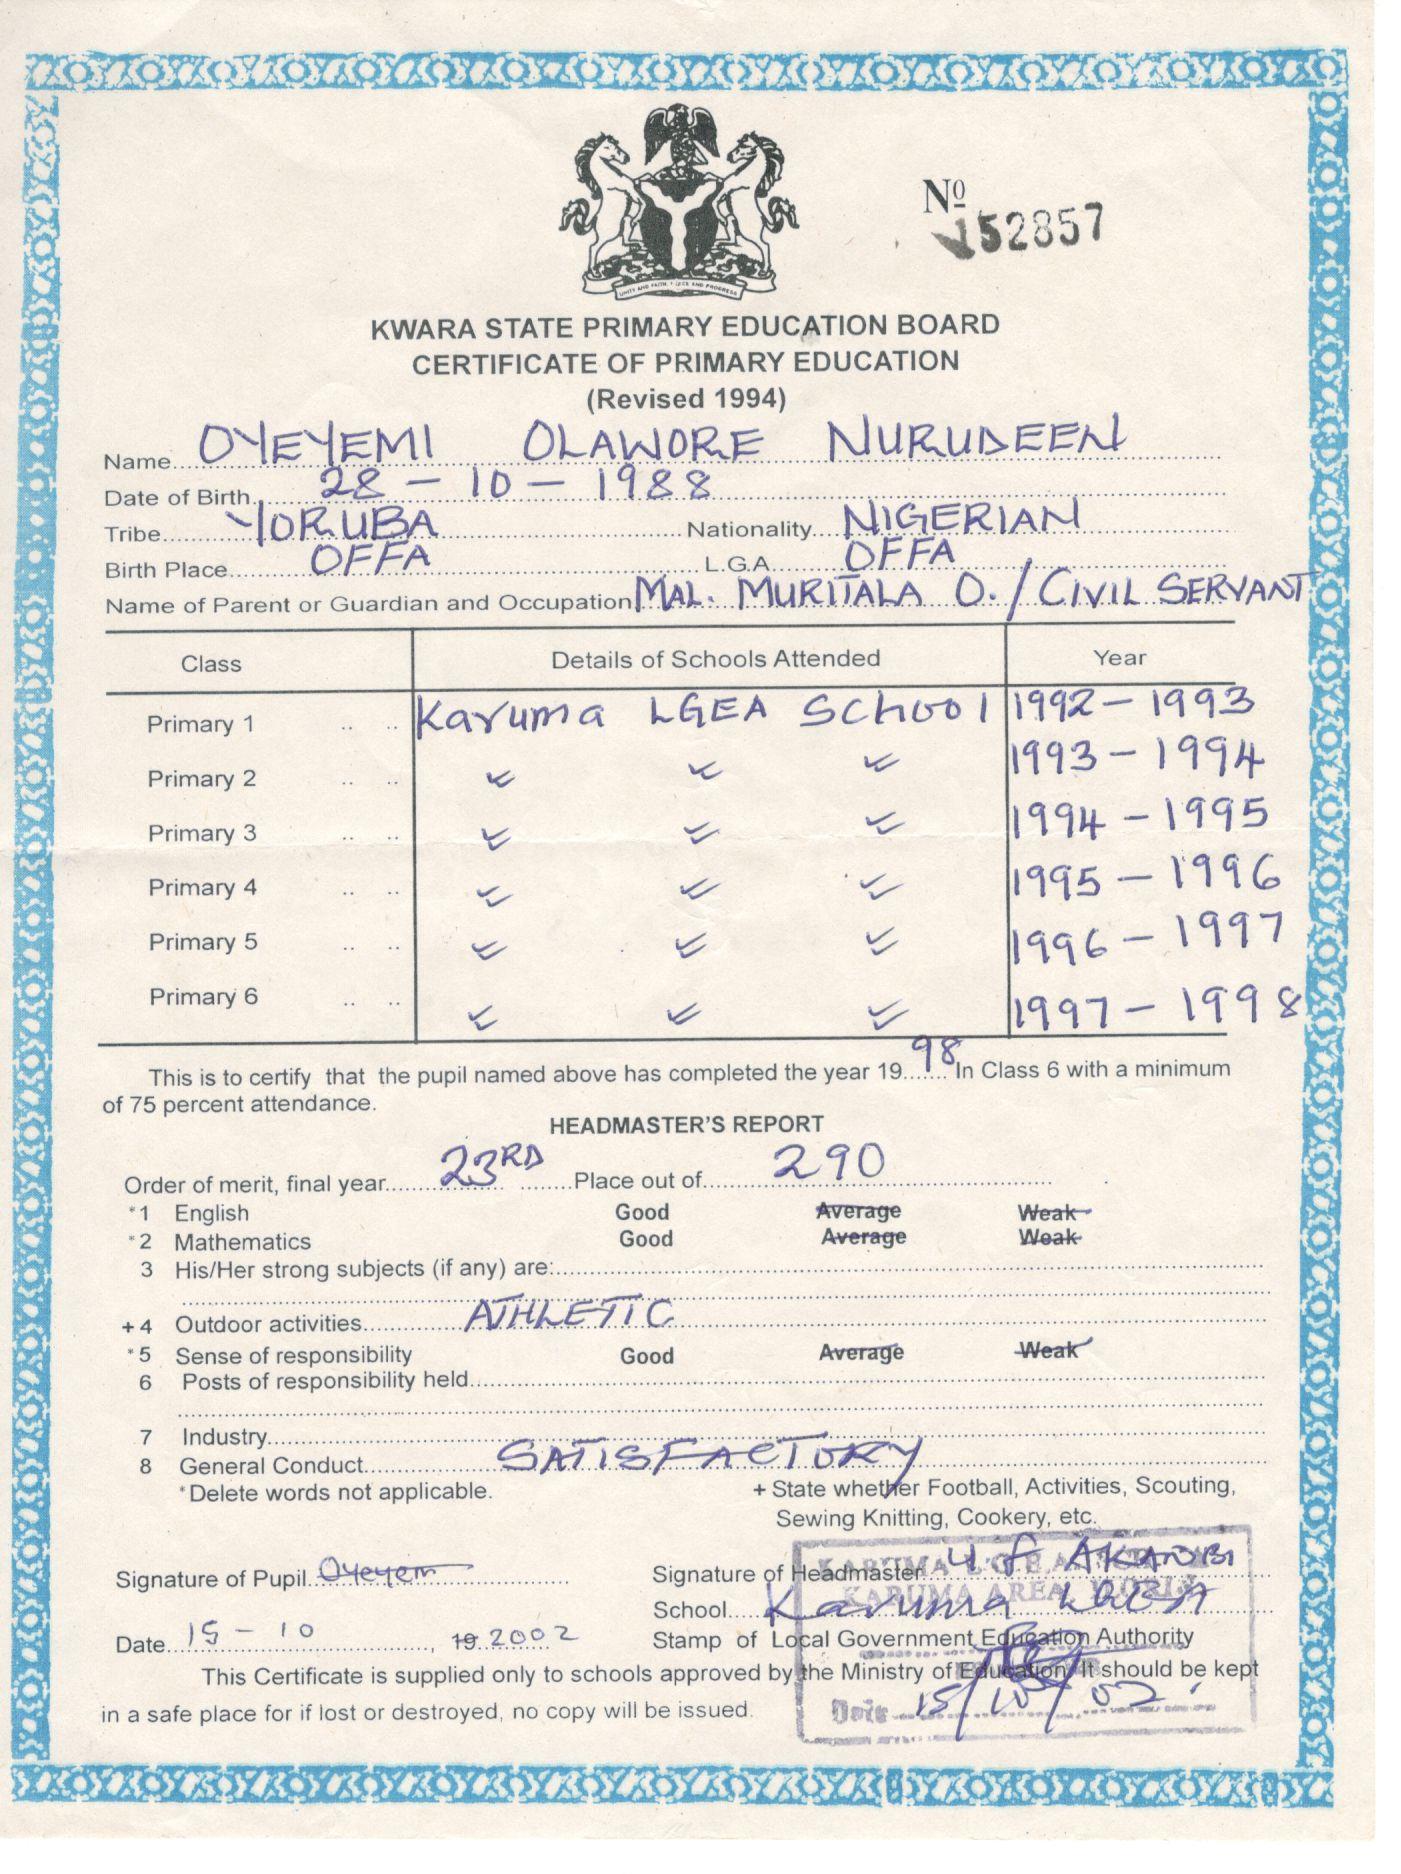 UNITY AND FAITH, PEACE AND PROGRESS
No 152857
KWARA STATE PRIMARY EDUCATION BOARD
CERTIFICATE OF PRIMARY EDUCATION
(Revised 1994)
Name OYEYEMI OLAWORE NURUDEEN
Date of Birth 28 - 10 - 1988
Tribe YORUBA Nationality NIGERIAN
Birth Place OFFA L.G.A. OFFA
Name of Parent or Guardian and Occupation MAL. MURITALA O. / CIVIL SERVANT
Class Details of Schools Attended Year
Primary 1 Karuma LGEA School 1992 - 1993
Primary 2 " " " 1993 - 1994
Primary 3 " " " 1994 - 1995
Primary 4 " " " 1995 - 1996
Primary 5 " " " 1996 - 1997
Primary 6 " " " 1997 - 1998
This is to certify that the pupil named above has completed the year 1998 In Class 6 with a minimum
of 75 percent attendance.
HEADMASTER'S REPORT
Order of merit, final year 23RD Place out of 290
*1 English Good Average Weak
*2 Mathematics Good Average Weak
3 His/Her strong subjects (if any) are:
+4 Outdoor activities ATHLETIC
*5 Sense of responsibility Good Average Weak
6 Posts of responsibility held
7 Industry
8 General Conduct SATISFACTORY
*Delete words not applicable. + State whether Football, Activities, Scouting,
Sewing Knitting, Cookery, etc.
Signature of Pupil Oyeyem Signature of Headmaster
KARUMA L.G.E.A.
KARUMA AREA
School Karuma LGEA
Date 15 - 10, 19 2002 Stamp of Local Government Education Authority
This Certificate is supplied only to schools approved by the Ministry of Education. It should be kept
in a safe place for if lost or destroyed, no copy will be issued.
Date 15/10/02